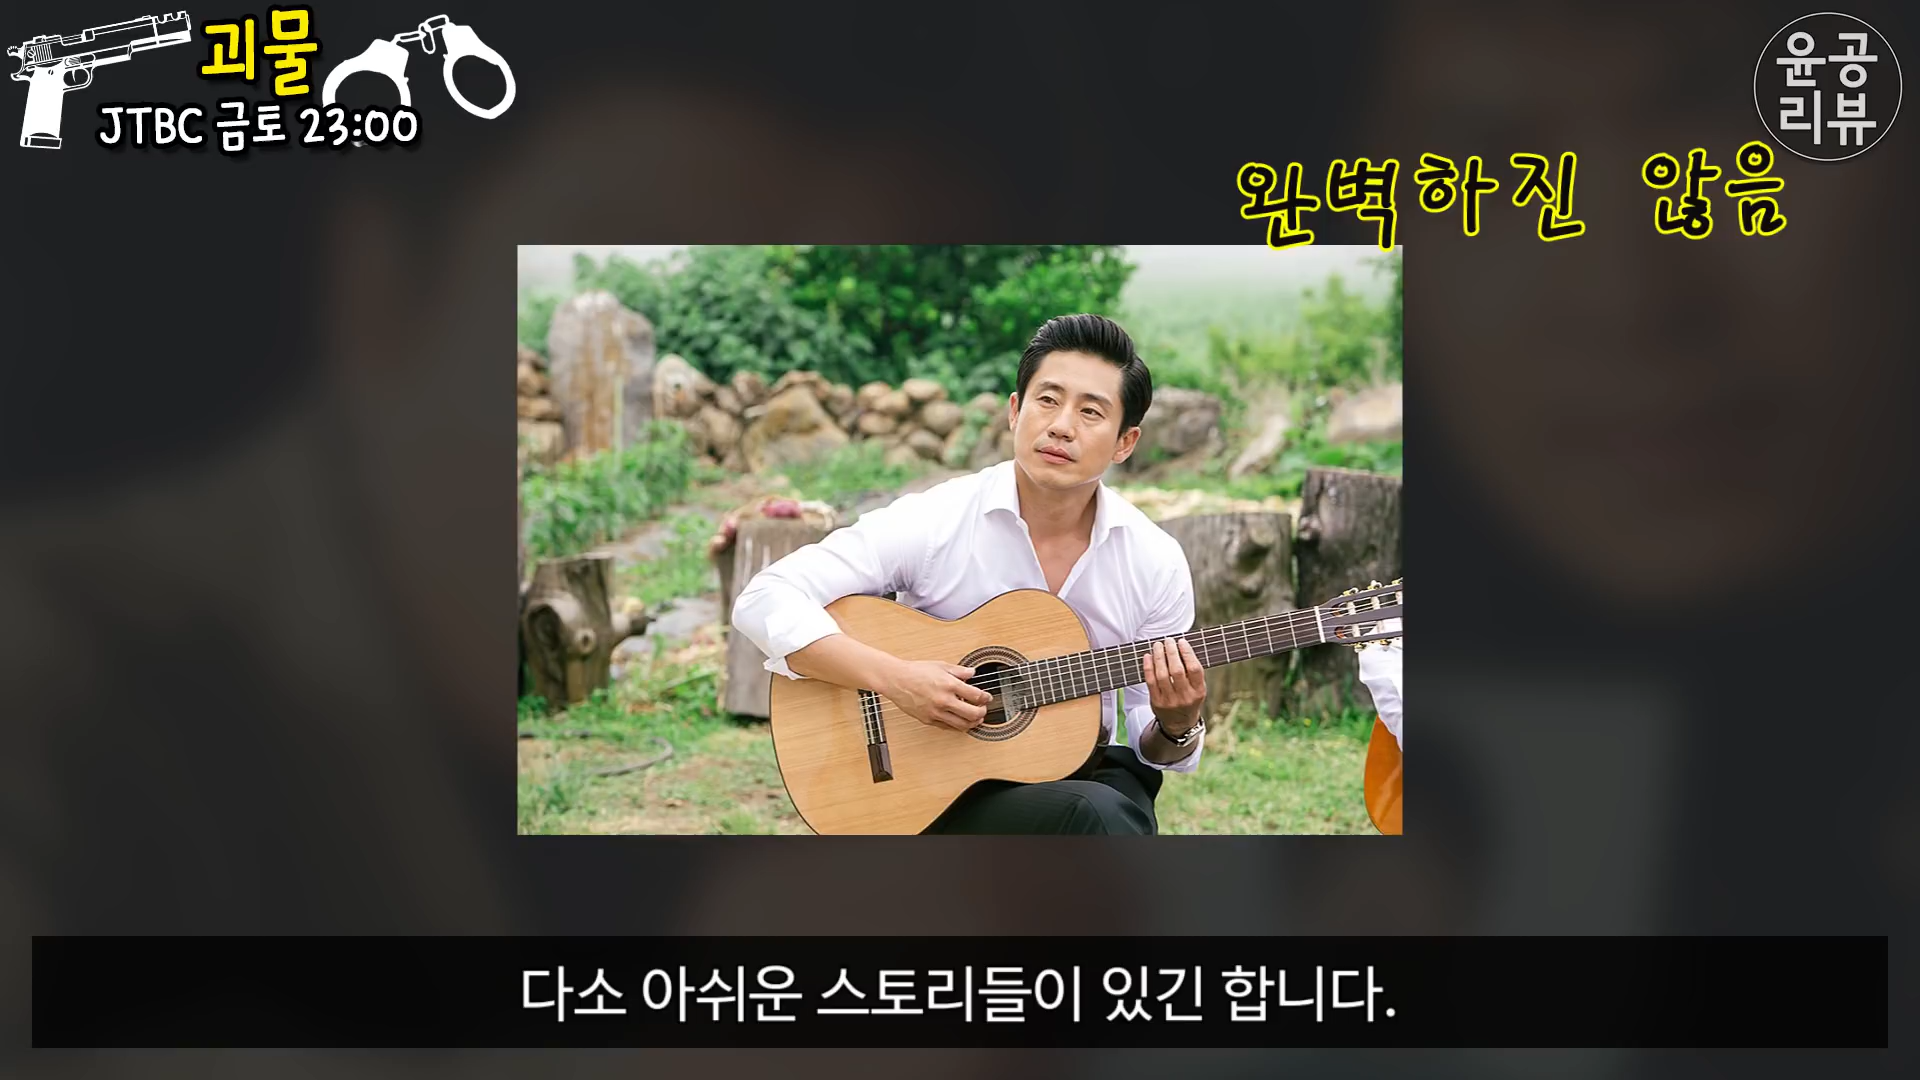 괴물
JTBC 금토 23:00
윤공
리뷰
완벽하진 않음
다소 아쉬운 스토리들이 있긴 합니다.